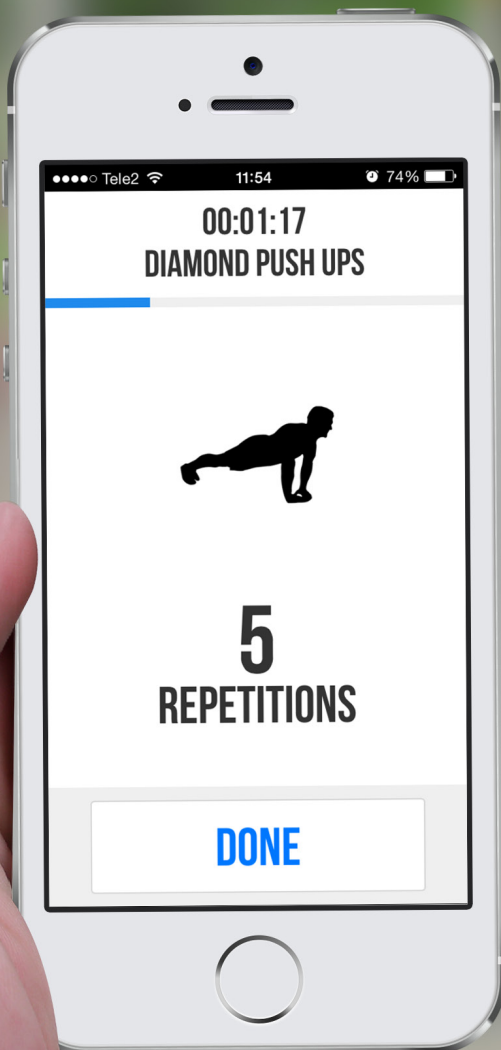 Tele2 11:54 74%
00:01:17
DIAMOND PUSH UPS
5
REPETITIONS
DONE